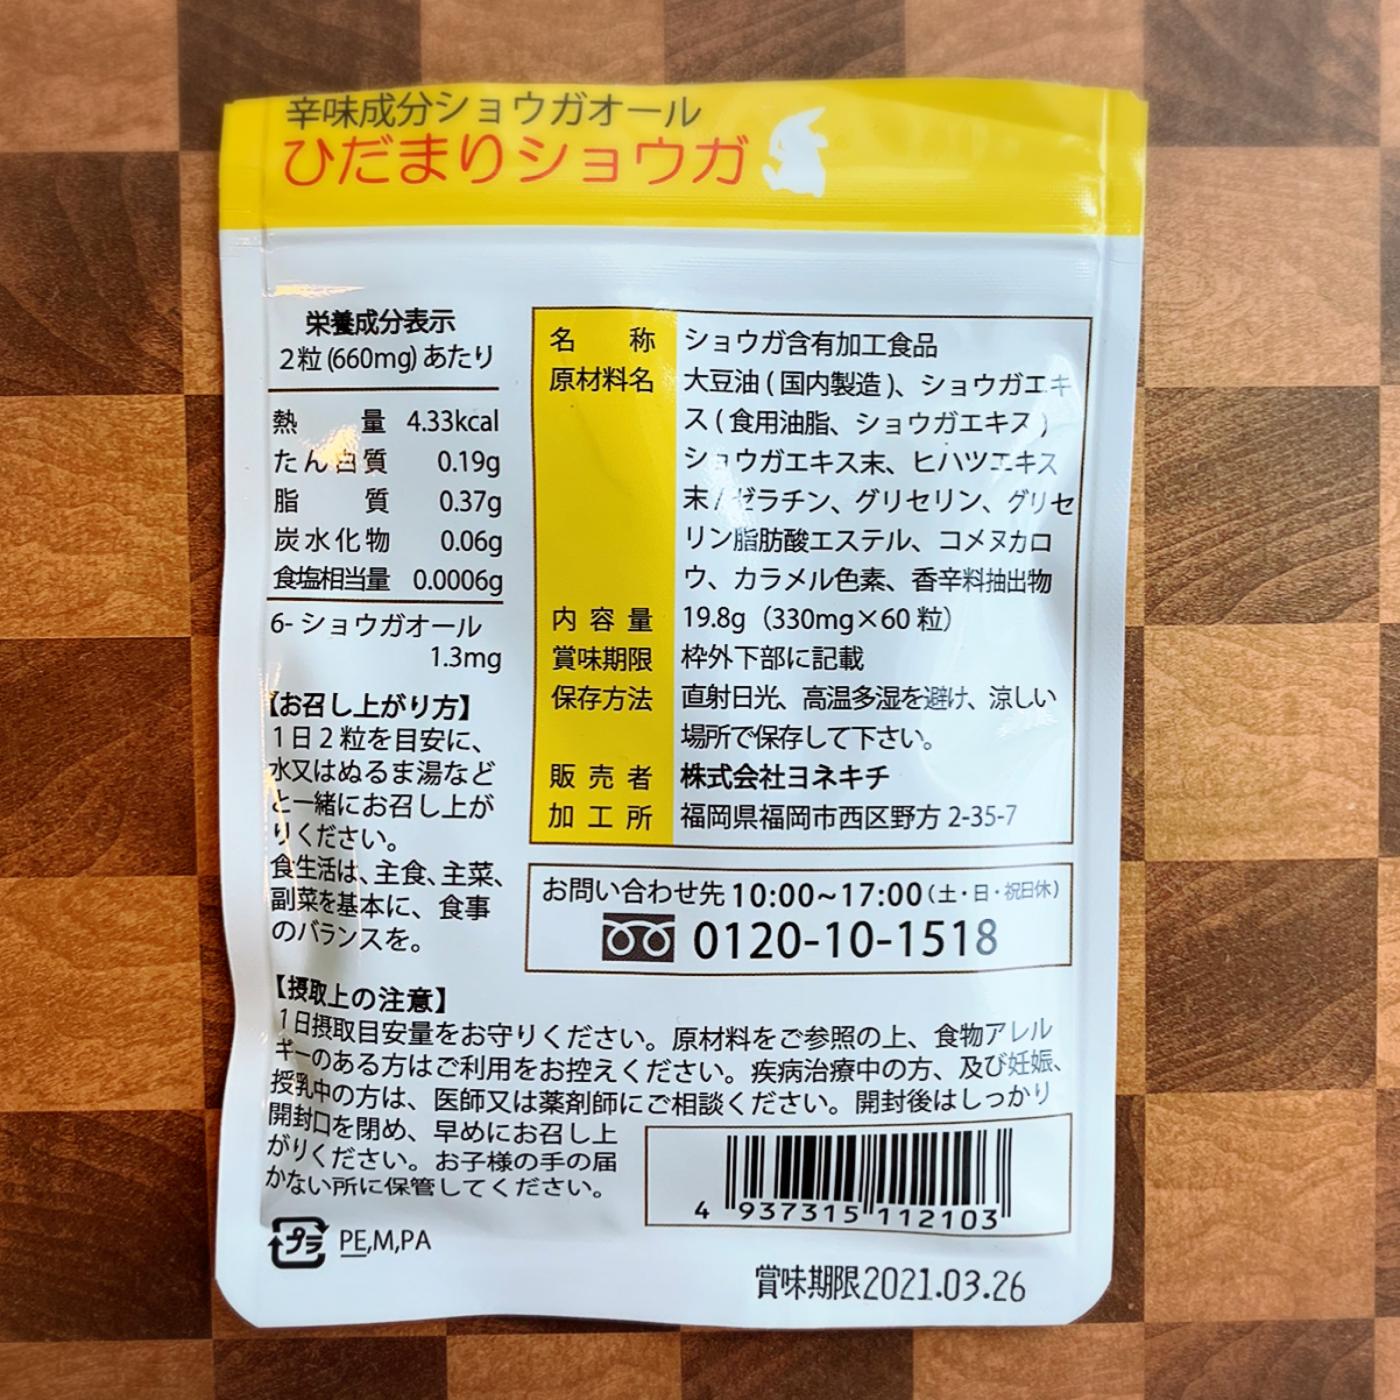 辛味成分ショウガオール
ひだまりショウガ
栄養成分表示
2粒(660mg)あたり
熱量 4.33kcal
たん白質 0.19g
脂質 0.37g
炭水化物 0.06g
食塩相当量 0.0006g
6-ショウガオール
1.3mg
【お召し上がり方】
1日2粒を目安に、
水又はぬるま湯など
と一緒にお召し上が
りください。
食生活は、主食、主菜、
副菜を基本に、食事
のバランスを。
名称 ショウガ含有加工食品
原材料名 大豆油(国内製造)、ショウガエキ
ス(食用油脂、ショウガエキス)
ショウガエキス末、ヒハツエキス
末/ゼラチン、グリセリン、グリセ
リン脂肪酸エステル、コメヌカロ
ウ、カラメル色素、香辛料抽出物
内容量 19.8g（330mg×60粒）
賞味期限 枠外下部に記載
保存方法 直射日光、高温多湿を避け、涼しい
場所で保存して下さい。
販売者 株式会社ヨネキチ
加工所 福岡県福岡市西区野方 2-35-7
お問い合わせ先 10:00~17:00（土・日・祝日休）
0120-10-1518
【摂取上の注意】
1日摂取目安量をお守りください。原材料をご参照の上、食物アレル
ギーのある方はご利用をお控えください。疾病治療中の方、及び妊娠、
授乳中の方は、医師又は薬剤師にご相談ください。開封後はしっかり
開封口を閉め、早めにお召し上
がりください。お子様の手の届
かない所に保管してください。
4 937315 112103
プラ PE,M,PA
賞味期限2021.03.26